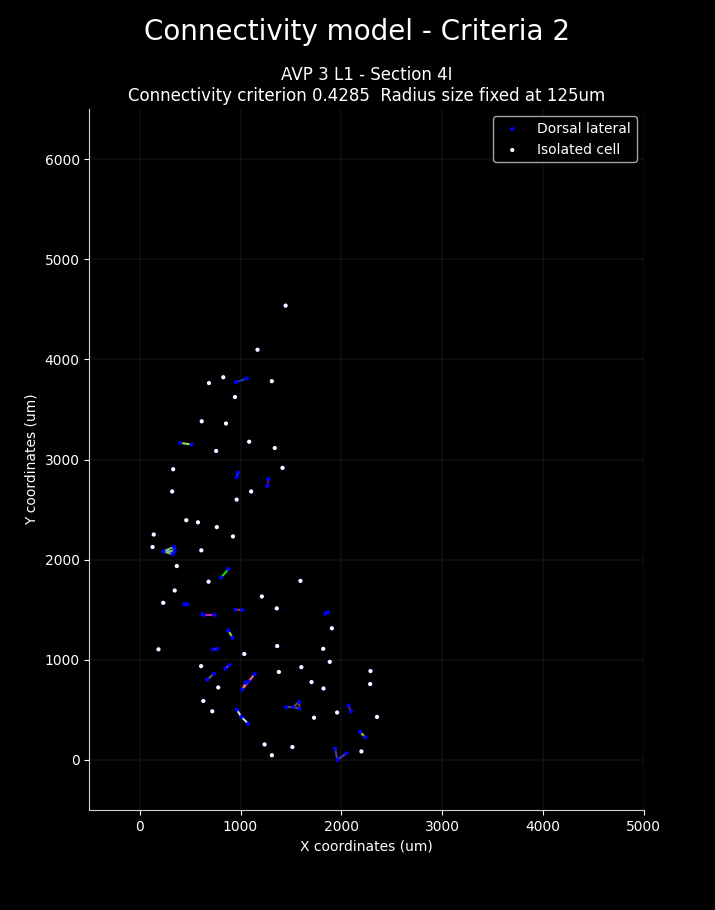 Connectivity model - Criteria 2
AVP 3 L1 - Section 4I
Connectivity criterion 0.4285  Radius size fixed at 125um
Dorsal lateral
Isolated cell
6000
5000
4000
3000
2000
1000
0
Y coordinates (um)
0 1000 2000 3000 4000 5000
X coordinates (um)